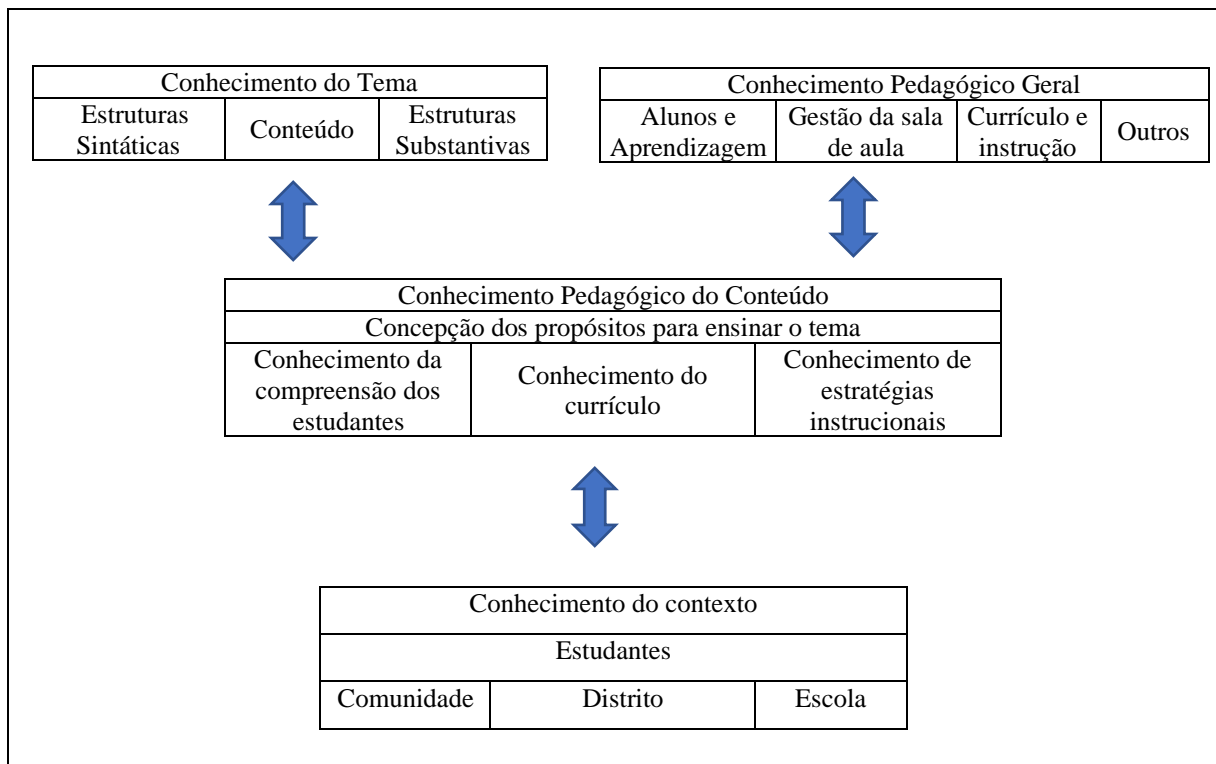 Conhecimento do Tema
Estruturas
Sintáticas
Conteúdo
Estruturas
Substantivas
Conhecimento Pedagógico Geral
Alunos e
Aprendizagem
Gestão da sala
de aula
Currículo e
instrução
Outros
Conhecimento Pedagógico do Conteúdo
Concepção dos propósitos para ensinar o tema
Conhecimento da
compreensão dos
estudantes
Conhecimento do
currículo
Conhecimento de
estratégias
instrucionais
Conhecimento do contexto
Estudantes
Comunidade
Distrito
Escola